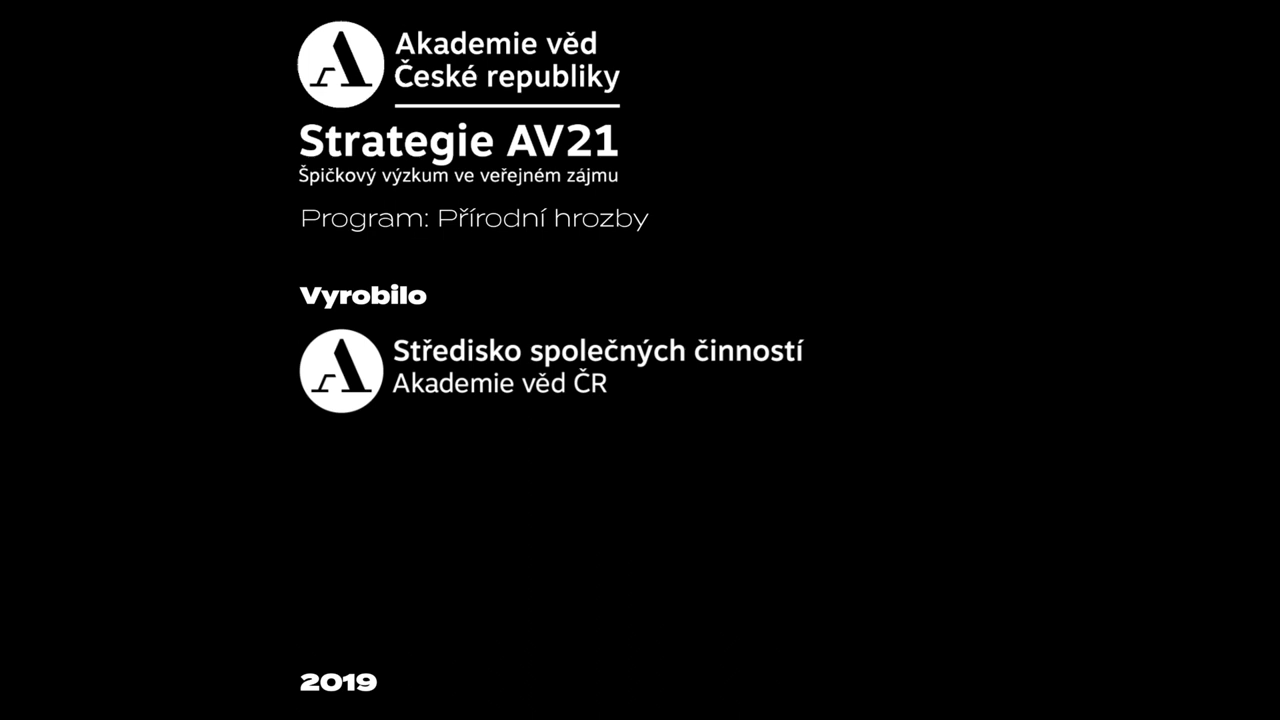 Akademie věd
České republiky
Strategie AV21
Špičkový výzkum ve veřejném zájmu
Program: Přírodní hrozby
Vyrobilo
Středisko společných činností
Akademie věd ČR
2019